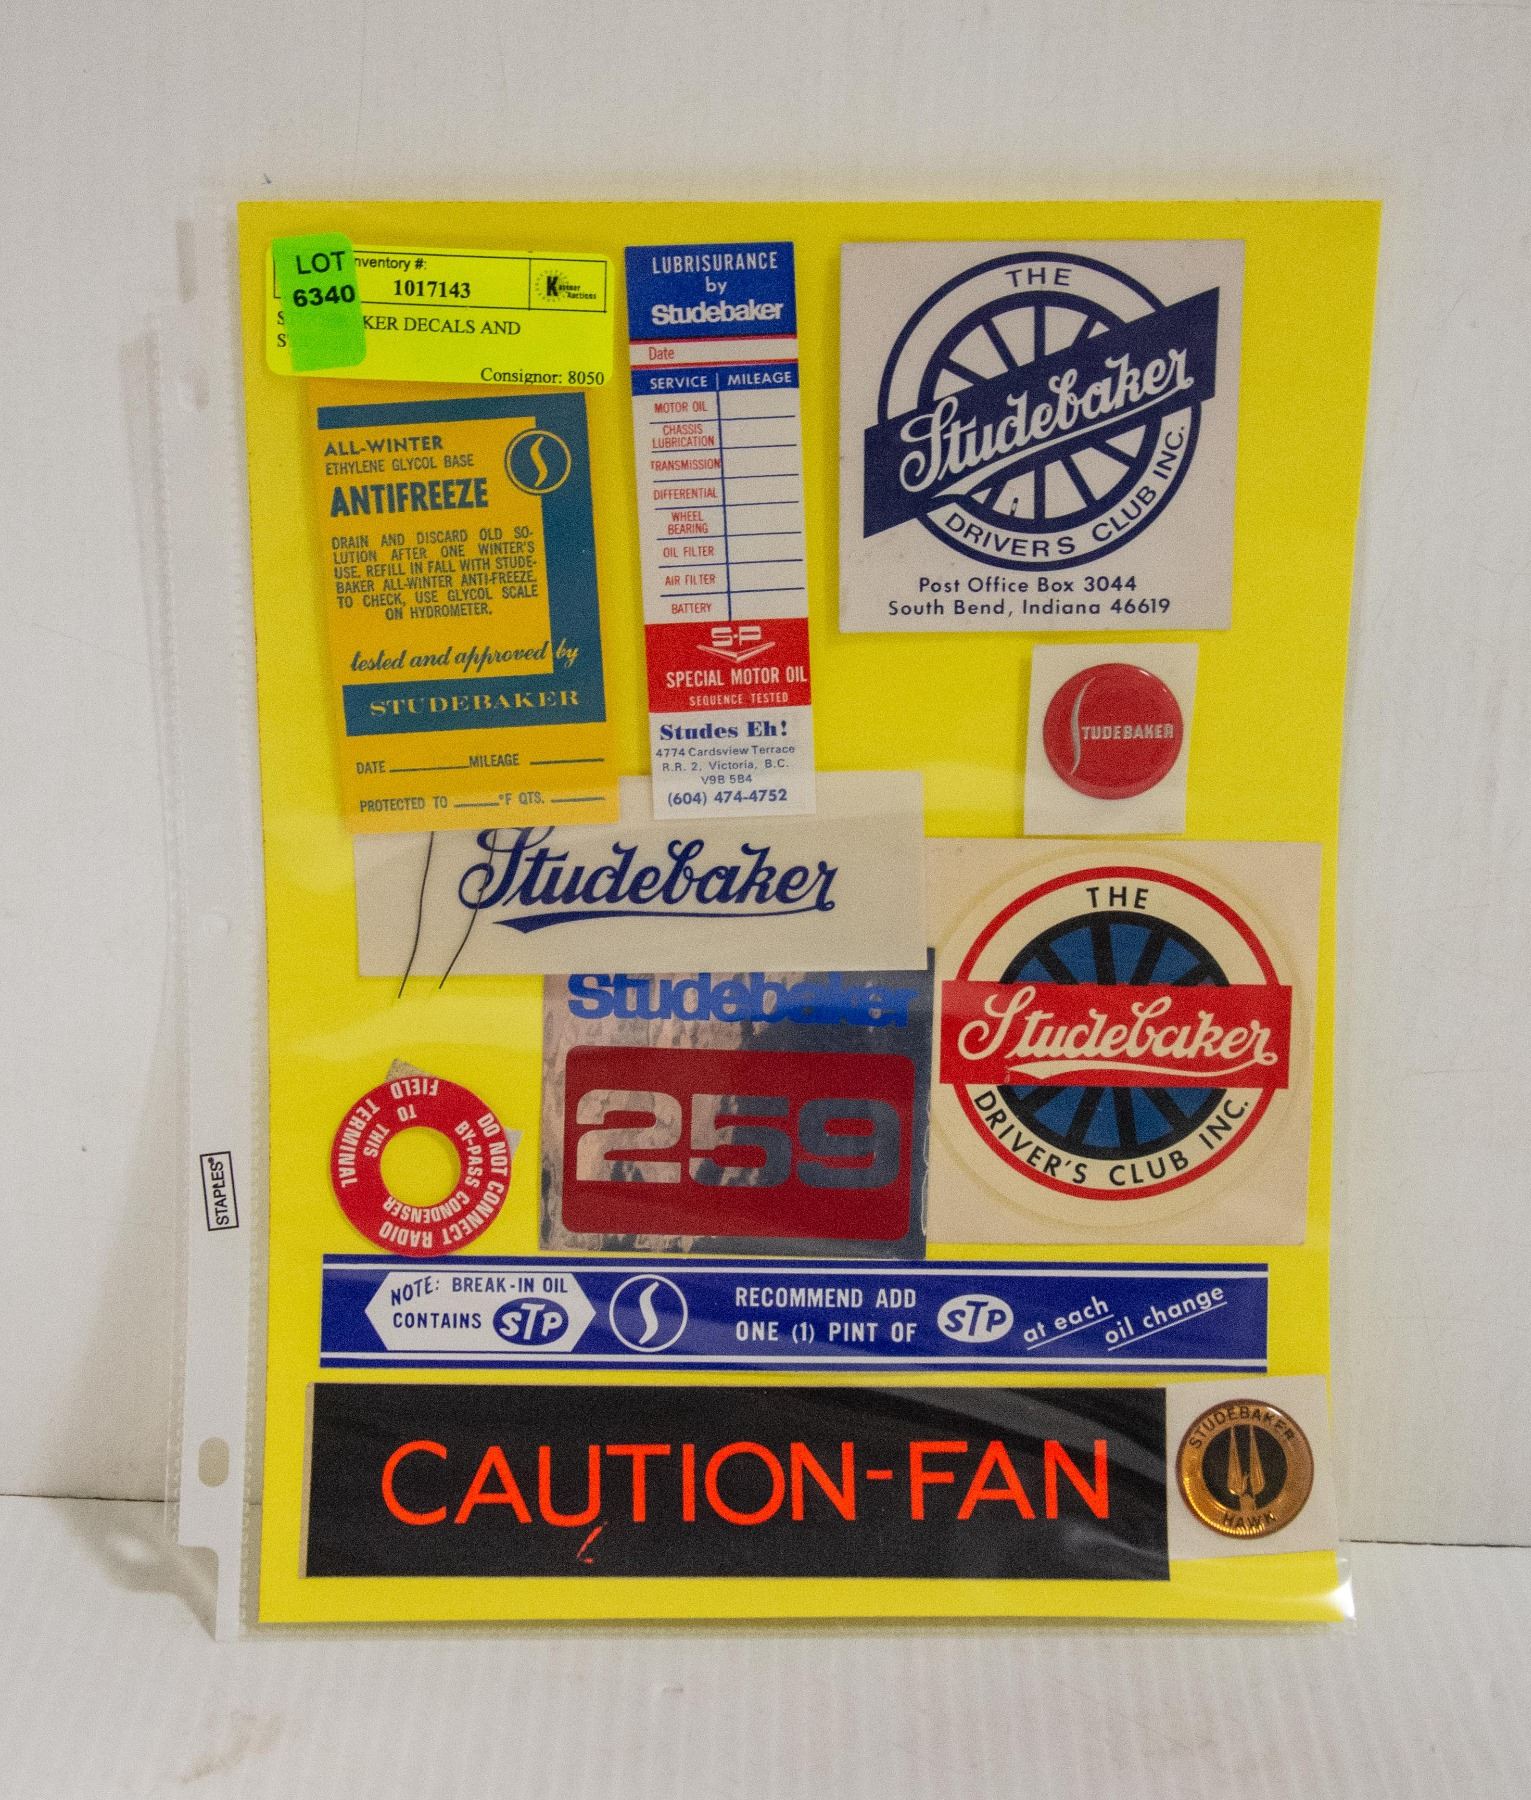 LOT
6340
nventory #:
1017143
Kastner
Auctions
S KER DECALS AND
S
Consignor: 8050
ALL-WINTER
ETHYLENE GLYCOL BASE
ANTIFREEZE
DRAIN AND DISCARD OLD SO-
LUTION AFTER ONE WINTER'S
USE. REFILL IN FALL WITH STUDE-
BAKER ALL-WINTER ANTI-FREEZE.
TO CHECK, USE GLYCOL SCALE
ON HYDROMETER.
tested and approved by
STUDEBAKER
DATE MILEAGE
PROTECTED TO °F QTS.
LUBRISURANCE
by
Studebaker
Date
SERVICE | MILEAGE
MOTOR OIL
CHASSIS
LUBRICATION
TRANSMISSION
DIFFERENTIAL
WHEEL
BEARING
OIL FILTER
AIR FILTER
BATTERY
S-P
SPECIAL MOTOR OIL
SEQUENCE TESTED
Studes Eh!
4774 Cardsview Terrace
R.R. 2, Victoria, B.C.
V9B 5B4
(604) 474-4752
THE
Studebaker
DRIVERS CLUB INC.
Post Office Box 3044
South Bend, Indiana 46619
STUDEBAKER
Studebaker
Studebaker
259
THE
Studebaker
DRIVER'S CLUB INC.
DO NOT CONNECT RADIO
BY-PASS CONDENSER
TO THIS
FIELD TERMINAL
STAPLES
NOTE: BREAK-IN OIL
CONTAINS STP
RECOMMEND ADD
ONE (1) PINT OF
STP
at each
oil change
CAUTION-FAN
STUDEBAKER
HAWK